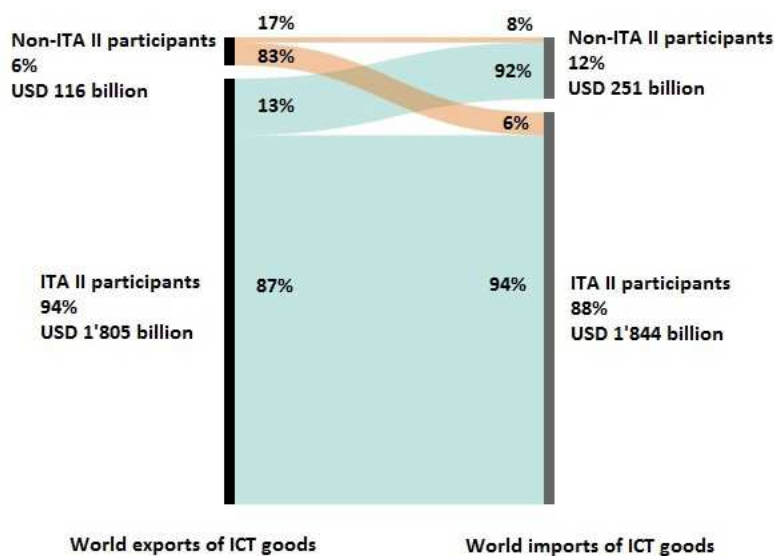 17%
8%
Non-ITA II participants
6%
USD 116 billion
83%
13%
92%
6%
Non-ITA II participants
12%
USD 251 billion
ITA II participants
94%
USD 1'805 billion
87%
94%
ITA II participants
88%
USD 1'844 billion
World exports of ICT goods
World imports of ICT goods